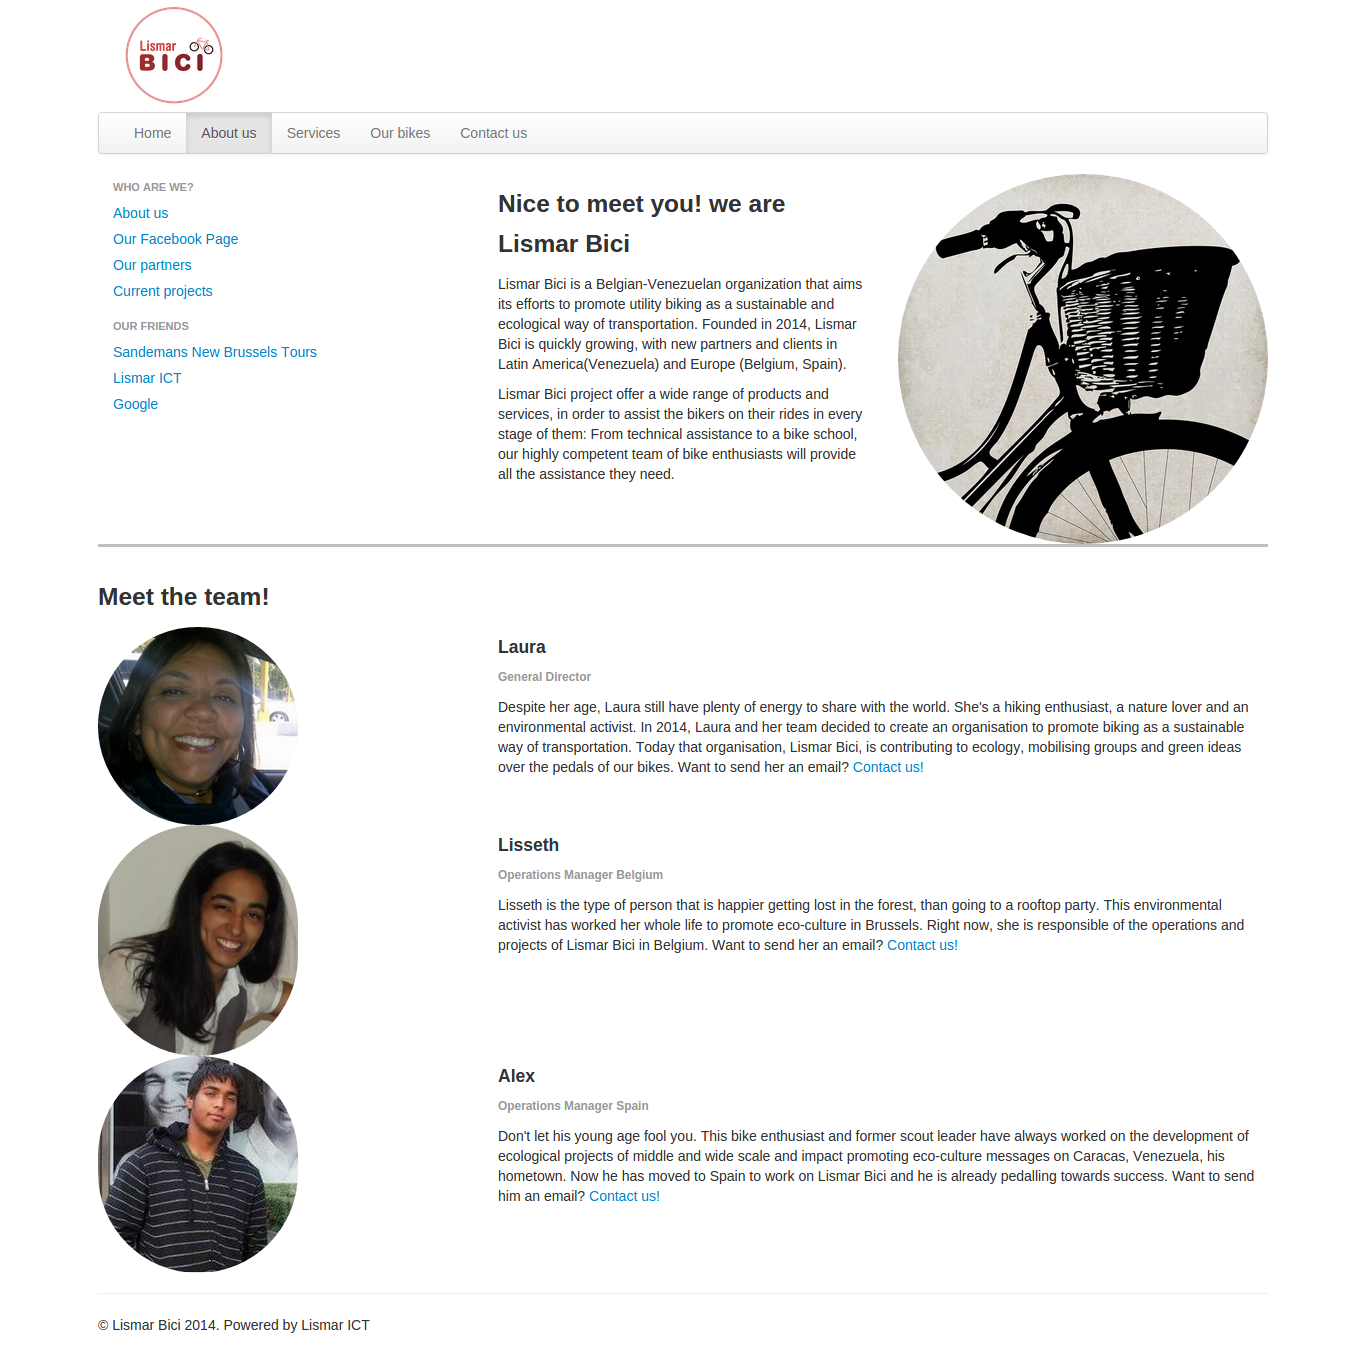 Lismar
BICI
Home About us Services Our bikes Contact us
WHO ARE WE?
About us
Our Facebook Page
Our partners
Current projects
OUR FRIENDS
Sandemans New Brussels Tours
Lismar ICT
Google
Nice to meet you! we are
Lismar Bici
Lismar Bici is a Belgian-Venezuelan organization that aims
its efforts to promote utility biking as a sustainable and
ecological way of transportation. Founded in 2014, Lismar
Bici is quickly growing, with new partners and clients in
Latin America(Venezuela) and Europe (Belgium, Spain).
Lismar Bici project offer a wide range of products and
services, in order to assist the bikers on their rides in every
stage of them: From technical assistance to a bike school,
our highly competent team of bike enthusiasts will provide
all the assistance they need.
Meet the team!
Laura
General Director
Despite her age, Laura still have plenty of energy to share with the world. She's a hiking enthusiast, a nature lover and an
environmental activist. In 2014, Laura and her team decided to create an organisation to promote biking as a sustainable
way of transportation. Today that organisation, Lismar Bici, is contributing to ecology, mobilising groups and green ideas
over the pedals of our bikes. Want to send her an email? Contact us!
Lisseth
Operations Manager Belgium
Lisseth is the type of person that is happier getting lost in the forest, than going to a rooftop party. This environmental
activist has worked her whole life to promote eco-culture in Brussels. Right now, she is responsible of the operations and
projects of Lismar Bici in Belgium. Want to send her an email? Contact us!
Alex
Operations Manager Spain
Don't let his young age fool you. This bike enthusiast and former scout leader have always worked on the development of
ecological projects of middle and wide scale and impact promoting eco-culture messages on Caracas, Venezuela, his
hometown. Now he has moved to Spain to work on Lismar Bici and he is already pedalling towards success. Want to send
him an email? Contact us!
© Lismar Bici 2014. Powered by Lismar ICT